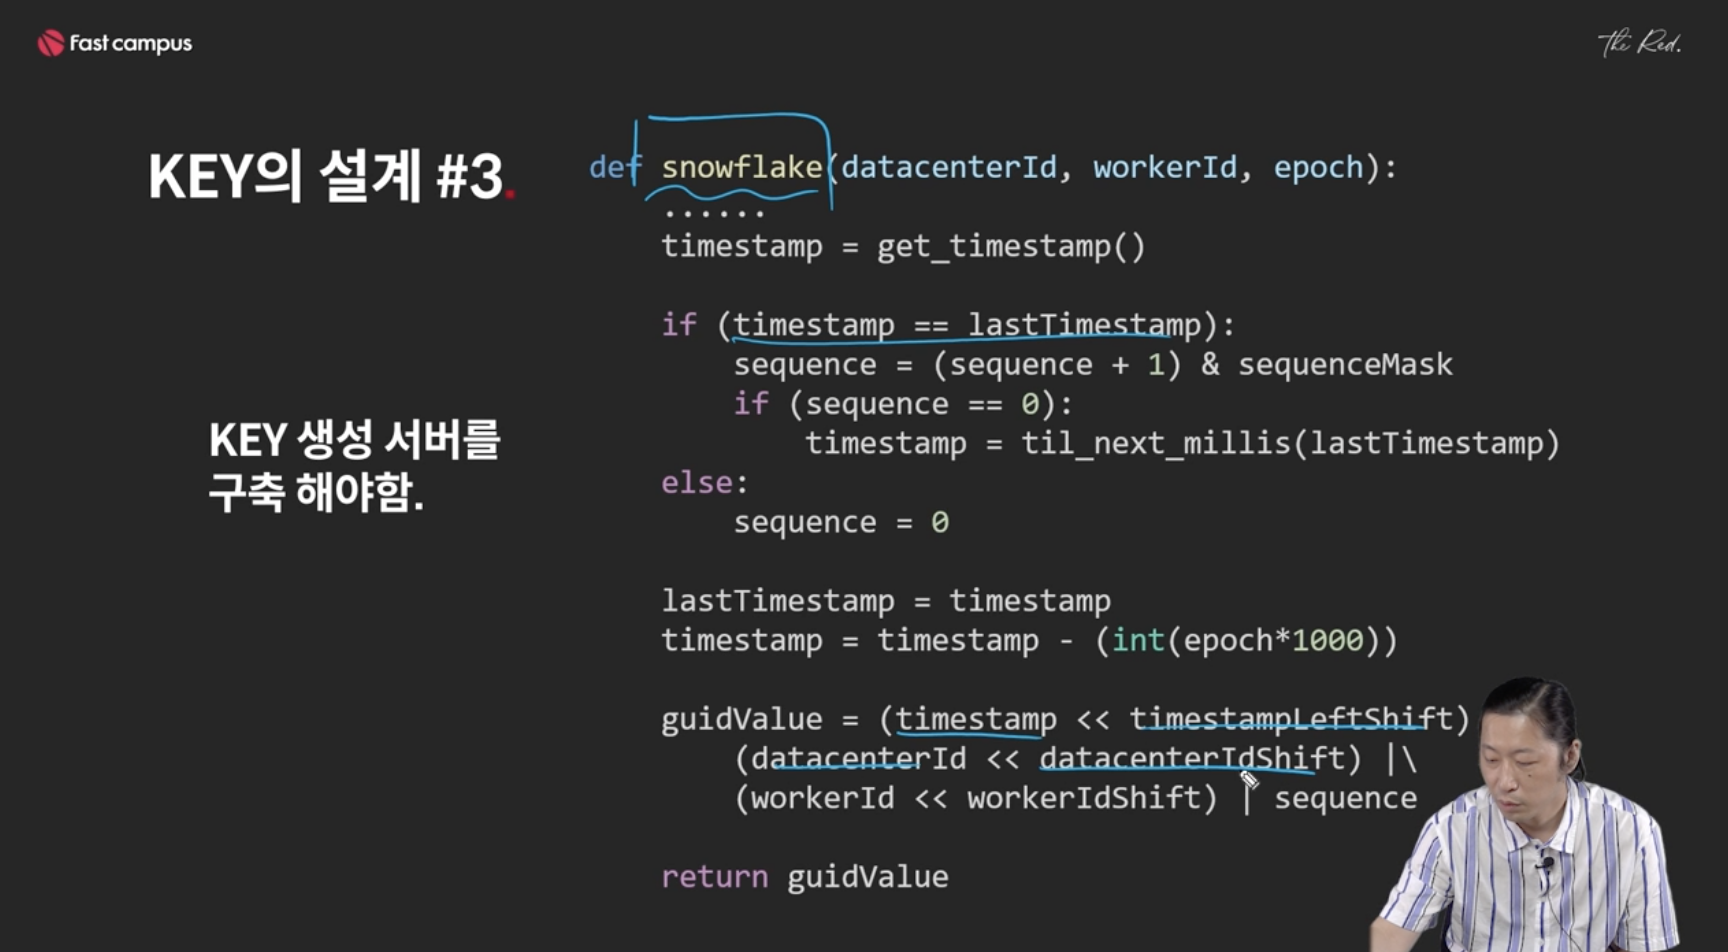 Fast campus
The Red.
KEY의 설계 #3.
KEY 생성 서버를
구축 해야함.
def snowflake(datacenterId, workerId, epoch):
......
timestamp = get_timestamp()
if (timestamp == lastTimestamp):
sequence = (sequence + 1) & sequenceMask
if (sequence == 0):
timestamp = til_next_millis(lastTimestamp)
else:
sequence = 0
lastTimestamp = timestamp
timestamp = timestamp - (int(epoch*1000))
guidValue = (timestamp << timestampLeftShift)
(datacenterId << datacenterIdShift) |\
(workerId << workerIdShift) | sequence
return guidValue